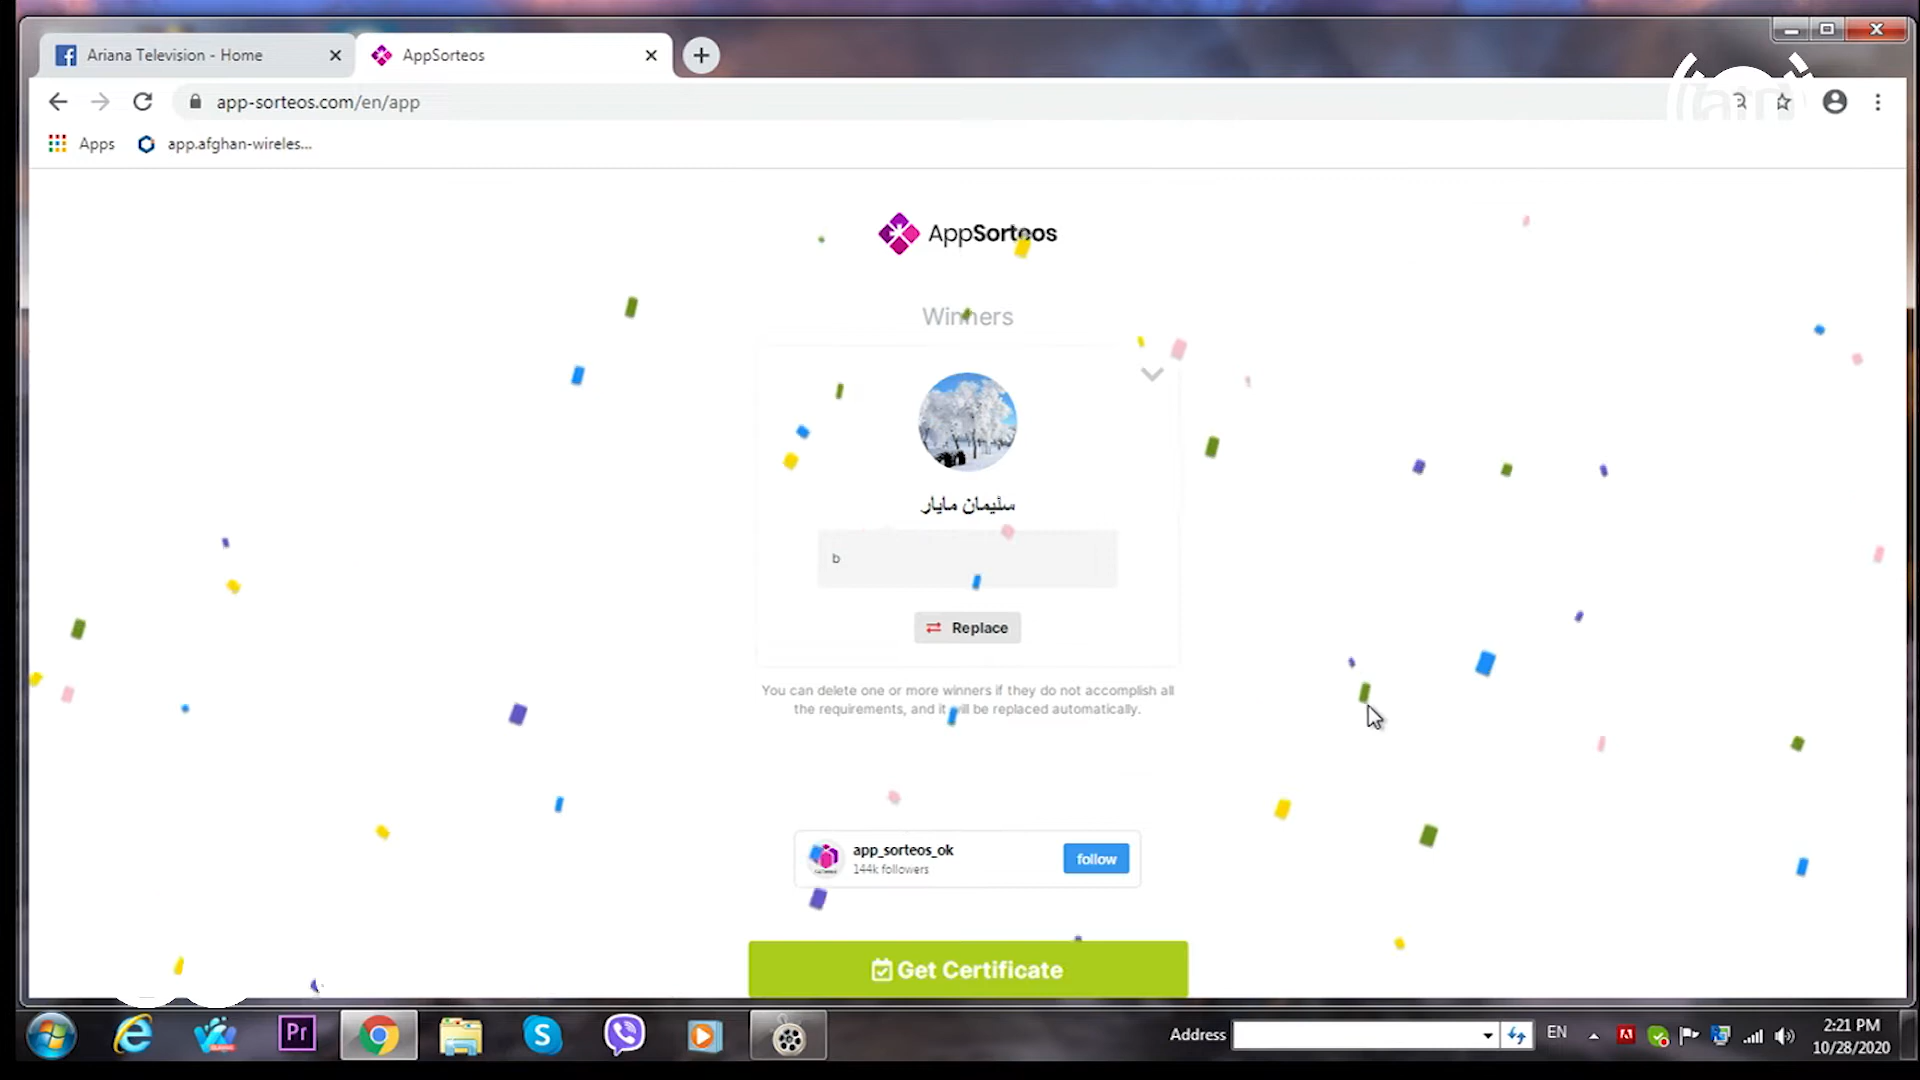 Ariana Television - Home
AppSorteos
app-sorteos.com/en/app
Apps
app.afghan-wireles...
atn
AppSorteos
Winners
سلیمان مایار
b
Replace
You can delete one or more winners if they do not accomplish all
the requirements, and it will be replaced automatically.
app_sorteos_ok
144k followers
follow
Get Certificate
Pr
Address
EN
2:21 PM
10/28/2020